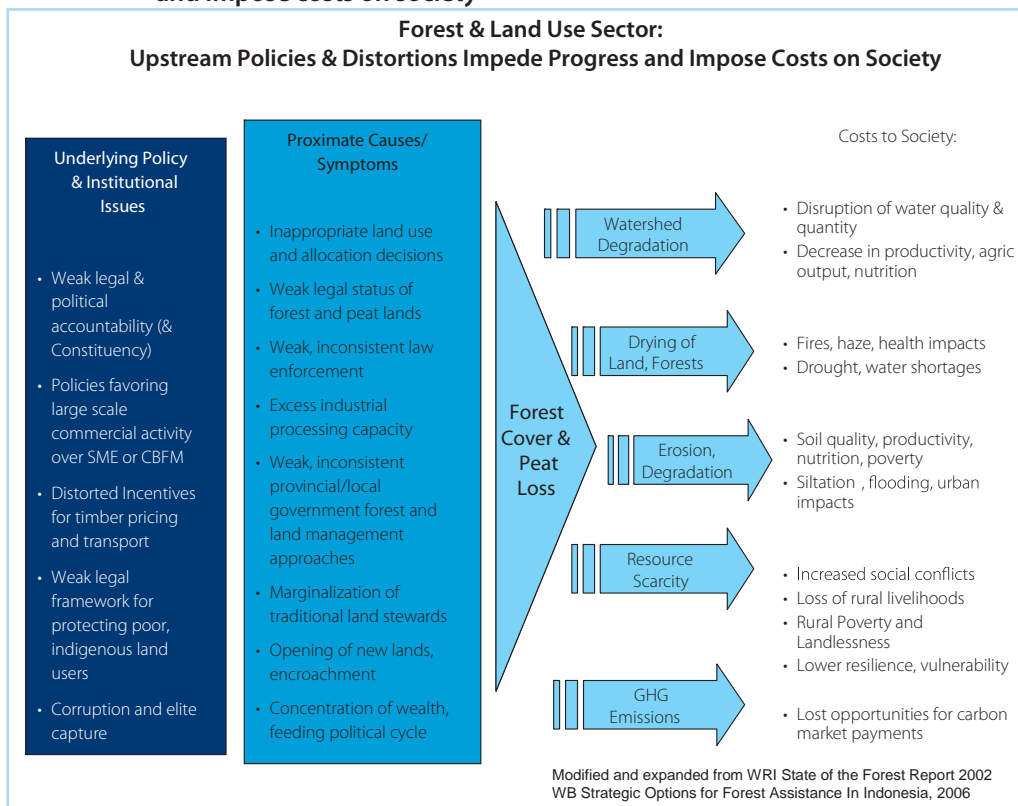 and impose costs on society
Forest & Land Use Sector:
Upstream Policies & Distortions Impede Progress and Impose Costs on Society
Underlying Policy
& Institutional
Issues
• Weak legal &
political
accountability (&
Constituency)
• Policies favoring
large scale
commercial activity
over SME or CBFM
• Distorted Incentives
for timber pricing
and transport
• Weak legal
framework for
protecting poor,
indigenous land
users
• Corruption and elite
capture
Proximate Causes/
Symptoms
• Inappropriate land use
and allocation decisions
• Weak legal status of
forest and peat lands
• Weak, inconsistent law
enforcement
• Excess industrial
processing capacity
• Weak, inconsistent
provincial/local
government forest and
land management
approaches
• Marginalization of
traditional land stewards
• Opening of new lands,
encroachment
• Concentration of wealth,
feeding political cycle
Forest
Cover &
Peat
Loss
Watershed
Degradation
Drying of
Land, Forests
Erosion,
Degradation
Resource
Scarcity
GHG
Emissions
Costs to Society:
• Disruption of water quality &
quantity
• Decrease in productivity, agric
output, nutrition
• Fires, haze, health impacts
• Drought, water shortages
• Soil quality, productivity,
nutrition, poverty
• Siltation , flooding, urban
impacts
• Increased social conflicts
• Loss of rural livelihoods
• Rural Poverty and
Landlessness
• Lower resilience, vulnerability
• Lost opportunities for carbon
market payments
Modified and expanded from WRI State of the Forest Report 2002
WB Strategic Options for Forest Assistance In Indonesia, 2006